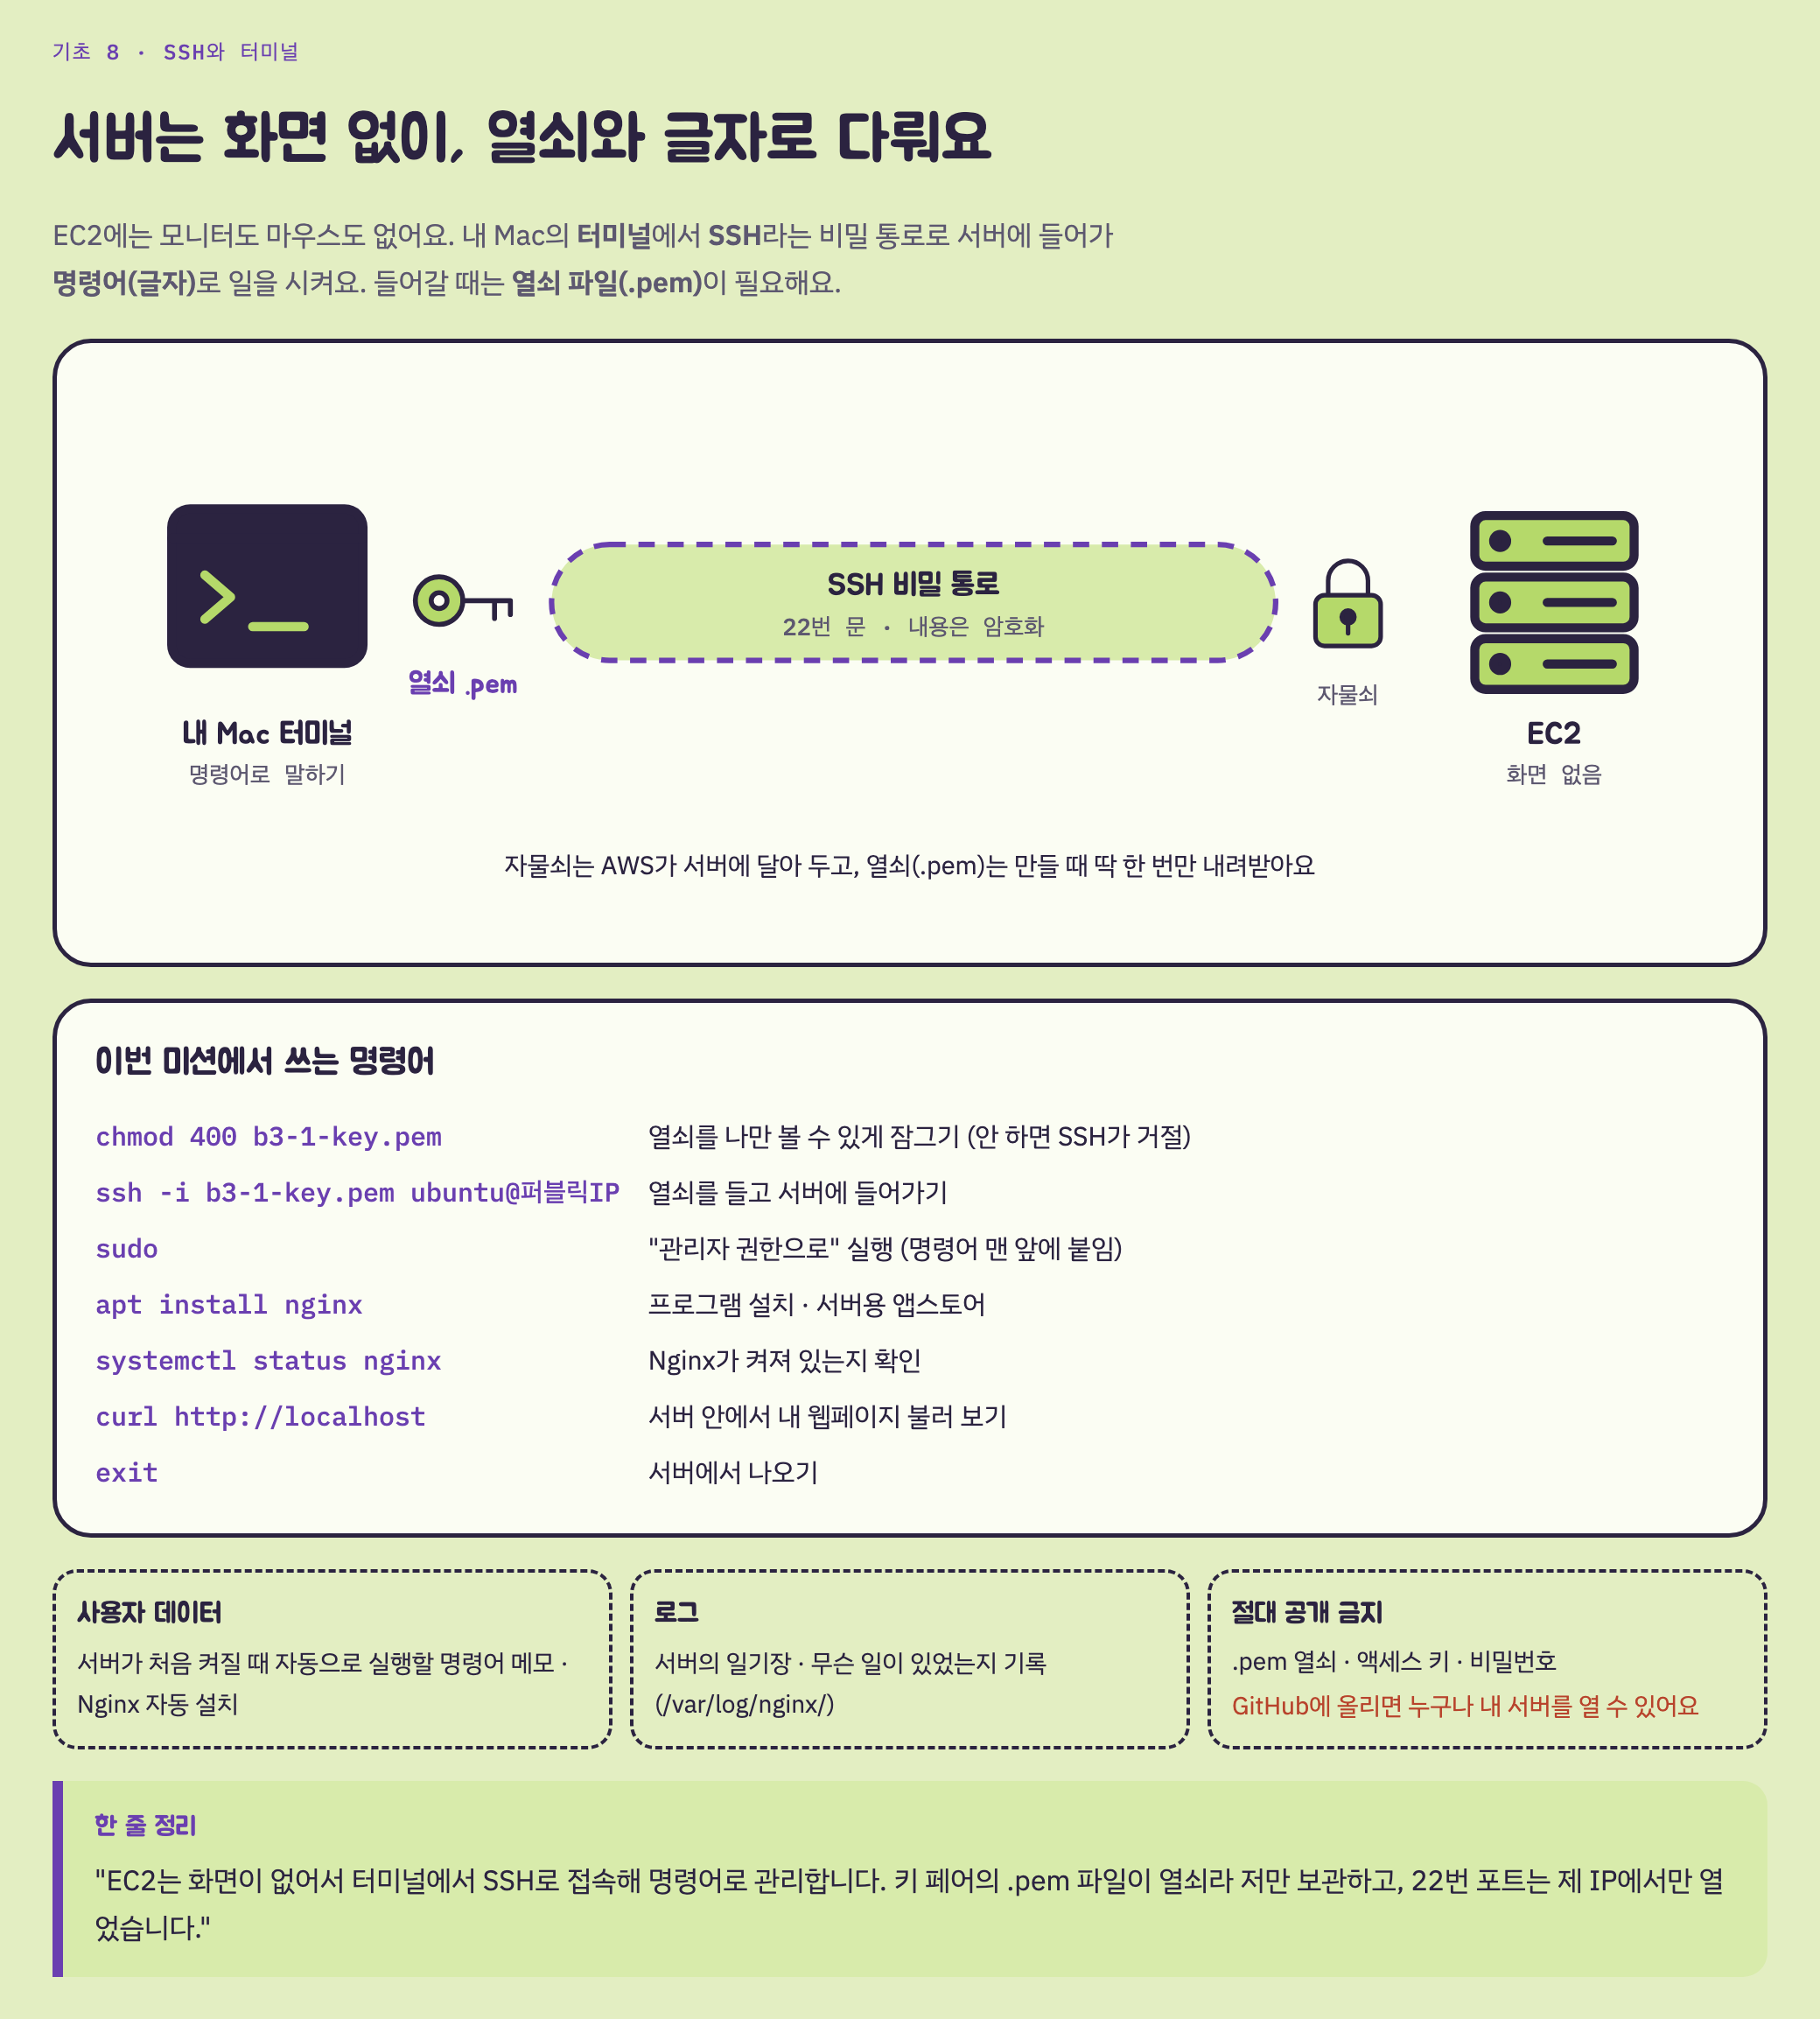 기초 8 · SSH와 터미널
서버는 화면 없이, 열쇠와 글자로 다뤄요
EC2에는 모니터도 마우스도 없어요. 내 Mac의 터미널에서 SSH라는 비밀 통로로 서버에 들어가
명령어(글자)로 일을 시켜요. 들어갈 때는 열쇠 파일(.pem)이 필요해요.
SSH 비밀 통로
22번 문 · 내용은 암호화
열쇠 .pem
자물쇠
내 Mac 터미널
명령어로 말하기
EC2
화면 없음
자물쇠는 AWS가 서버에 달아 두고, 열쇠(.pem)는 만들 때 딱 한 번만 내려받아요
이번 미션에서 쓰는 명령어
chmod 400 b3-1-key.pem 열쇠를 나만 볼 수 있게 잠그기 (안 하면 SSH가 거절)
ssh -i b3-1-key.pem ubuntu@퍼블릭IP 열쇠를 들고 서버에 들어가기
sudo "관리자 권한으로" 실행 (명령어 맨 앞에 붙임)
apt install nginx 프로그램 설치 · 서버용 앱스토어
systemctl status nginx Nginx가 켜져 있는지 확인
curl http://localhost 서버 안에서 내 웹페이지 불러 보기
exit 서버에서 나오기
사용자 데이터
서버가 처음 켜질 때 자동으로 실행할 명령어 메모 ·
Nginx 자동 설치
로그
서버의 일기장 · 무슨 일이 있었는지 기록
(/var/log/nginx/)
절대 공개 금지
.pem 열쇠 · 액세스 키 · 비밀번호
GitHub에 올리면 누구나 내 서버를 열 수 있어요
한 줄 정리
"EC2는 화면이 없어서 터미널에서 SSH로 접속해 명령어로 관리합니다. 키 페어의 .pem 파일이 열쇠라 저만 보관하고, 22번 포트는 제 IP에서만 열
었습니다."